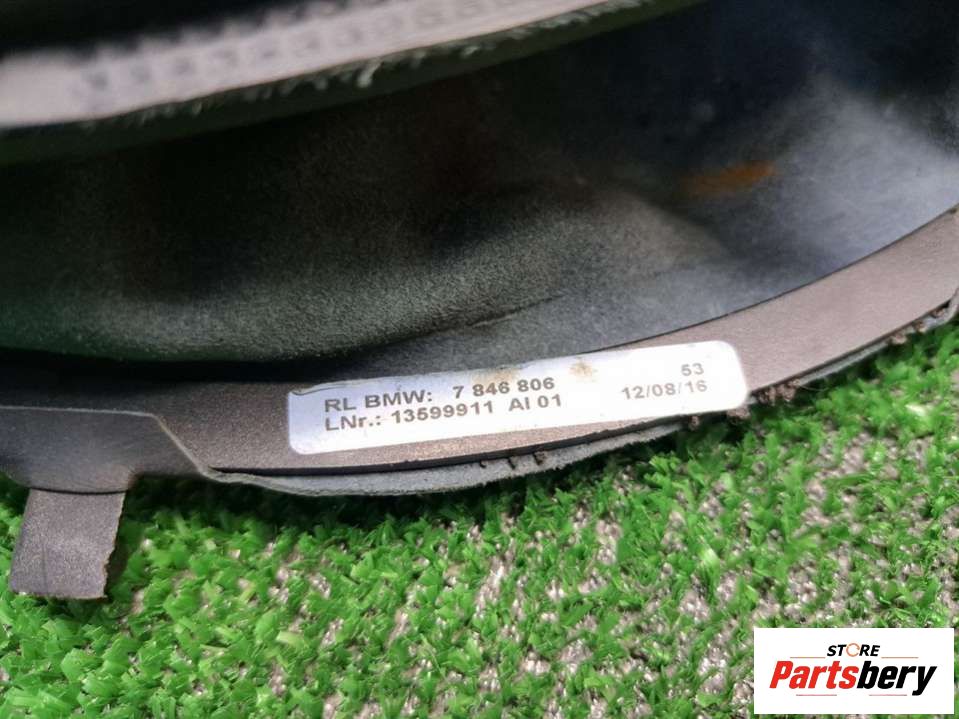 RL BMW: 7 846 806 53
LNr.: 13599911 AI 01 12/08/16
STORE
Partsbery